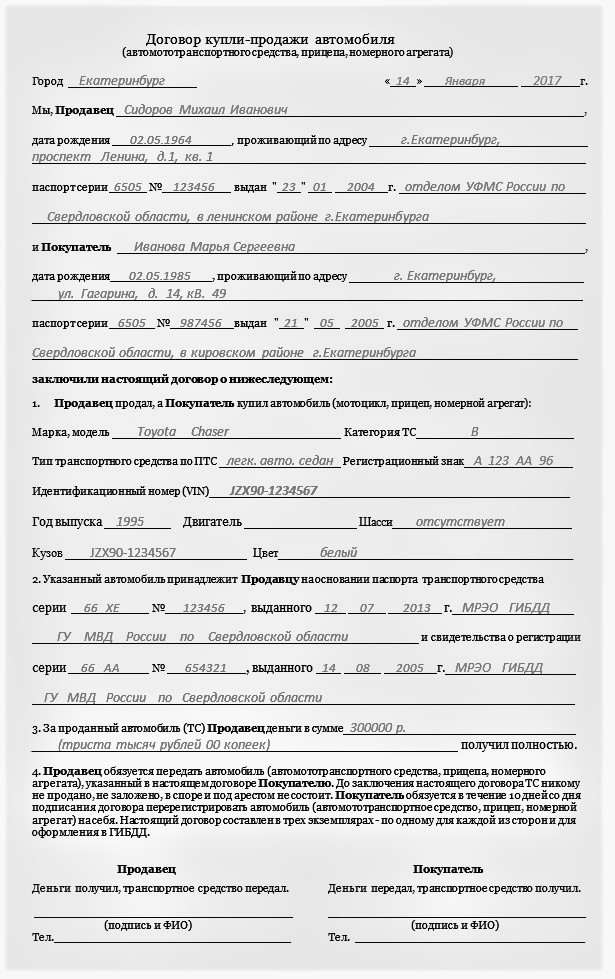 Договор купли-продажи автомобиля
(автомототранспортного средства, прицепа, номерного агрегата)
Город Екатеринбург « 14 » Января 2017 г.
Мы, Продавец Сидоров Михаил Иванович ,
дата рождения 02.05.1964 , проживающий по адресу г.Екатеринбург,
проспект Ленина, д.1, кв. 1
паспорт серии 6505 № 123456 выдан " 23 " 01 2004 г. отделом УФМС России по
Свердловской области, в ленинском районе г.Екатеринбурга
и Покупатель Иванова Марья Сергеевна ,
дата рождения 02.05.1985 , проживающий по адресу г. Екатеринбург,
ул. Гагарина, д. 14, кВ. 49
паспорт серии 6505 № 987456 выдан " 21 " 05 2005 г. отделом УФМС России по
Свердловской области, в кировском районе г.Екатеринбурга
заключили настоящий договор о нижеследующем:
1. Продавец продал, а Покупатель купил автомобиль (мотоцикл, прицеп, номерной агрегат):
Марка, модель Toyota Chaser Категория ТС В
Тип транспортного средства по ПТС легк. авто. седан Регистрационный знак А 123 АА 96
Идентификационный номер (VIN) JZX90-1234567
Год выпуска 1995 Двигатель Шасси отсутствует
Кузов JZX90-1234567 Цвет белый
2. Указанный автомобиль принадлежит Продавцу на основании паспорта транспортного средства
серии 66 ХЕ № 123456 , выданного 12 07 2013 г. МРЭО ГИБДД
ГУ МВД России по Свердловской области и свидетельства о регистрации
серии 66 АА № 654321 , выданного 14 08 2005 г. МРЭО ГИБДД
ГУ МВД России по Свердловской области
3. За проданный автомобиль (ТС) Продавец деньги в сумме 300000 р.
(триста тысяч рублей 00 копеек) получил полностью.
4. Продавец обязуется передать автомобиль (автомототранспортного средства, прицепа, номерного
агрегата), указанный в настоящем договоре Покупателю. До заключения настоящего договора ТС никому
не продано, не заложено, в споре и под арестом не состоит. Покупатель обязуется в течение 10 дней со дня
подписания договора перерегистрировать автомобиль (автомототранспортное средство, прицеп, номерной
агрегат) на себя. Настоящий договор составлен в трех экземплярах - по одному для каждой из сторон и для
оформления в ГИБДД.
Продавец Покупатель
Деньги получил, транспортное средство передал. Деньги передал, транспортное средство получил.
(подпись и ФИО) (подпись и ФИО)
Тел. Тел.